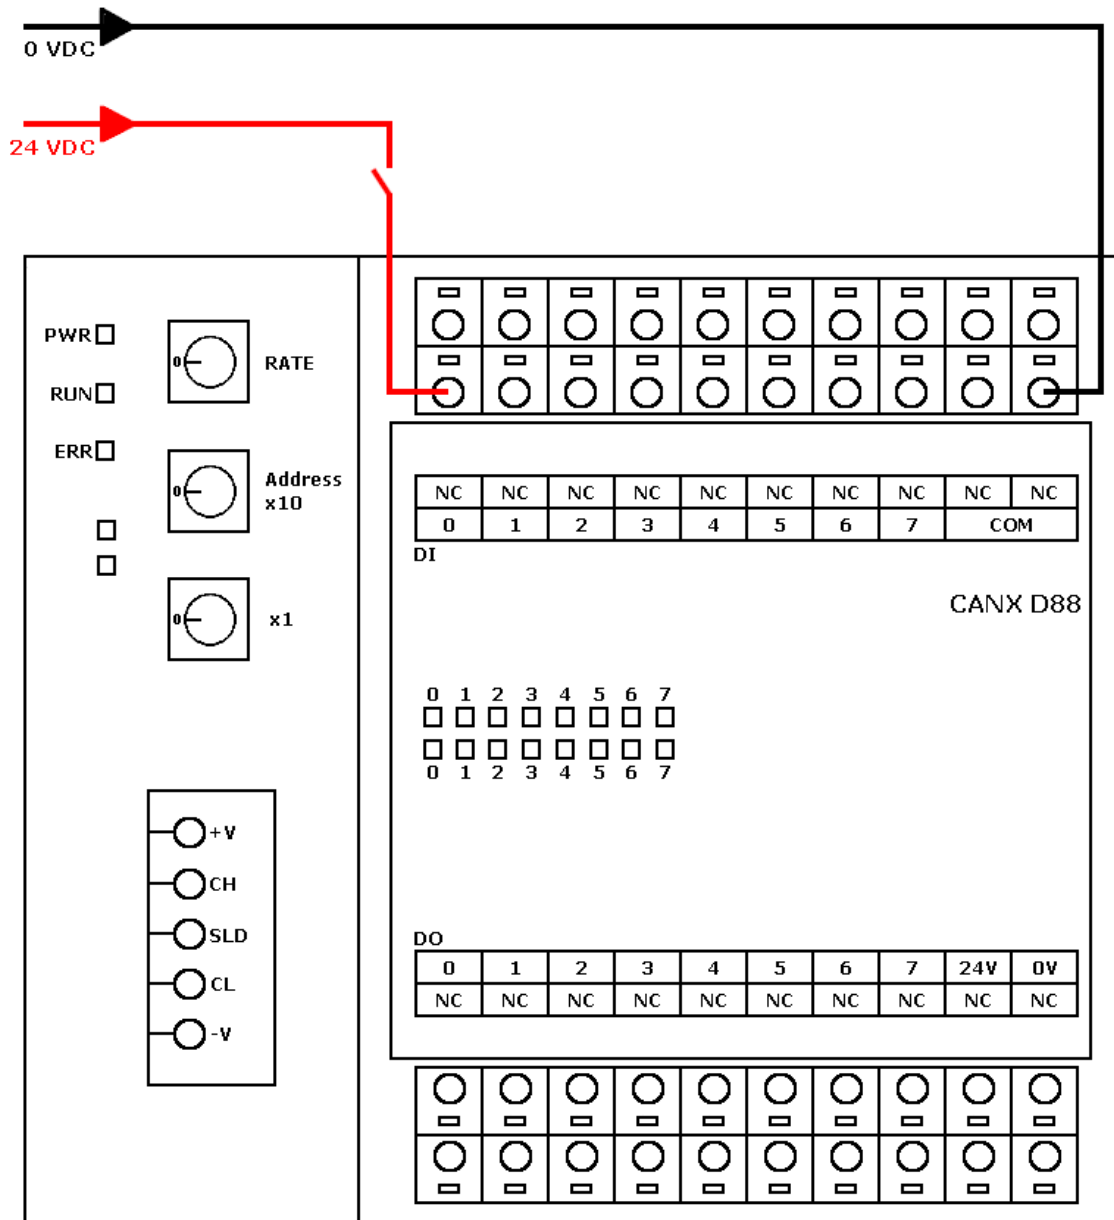 0 VDC
24 VDC
PWR
0 RATE
RUN
ERR
0 Address
x10
0 x1
NC NC NC NC NC NC NC NC NC NC
0 1 2 3 4 5 6 7 COM
DI
CANX D88
0 1 2 3 4 5 6 7
0 1 2 3 4 5 6 7
+V
CH
SLD
CL
-V
DO
0 1 2 3 4 5 6 7 24V 0V
NC NC NC NC NC NC NC NC NC NC